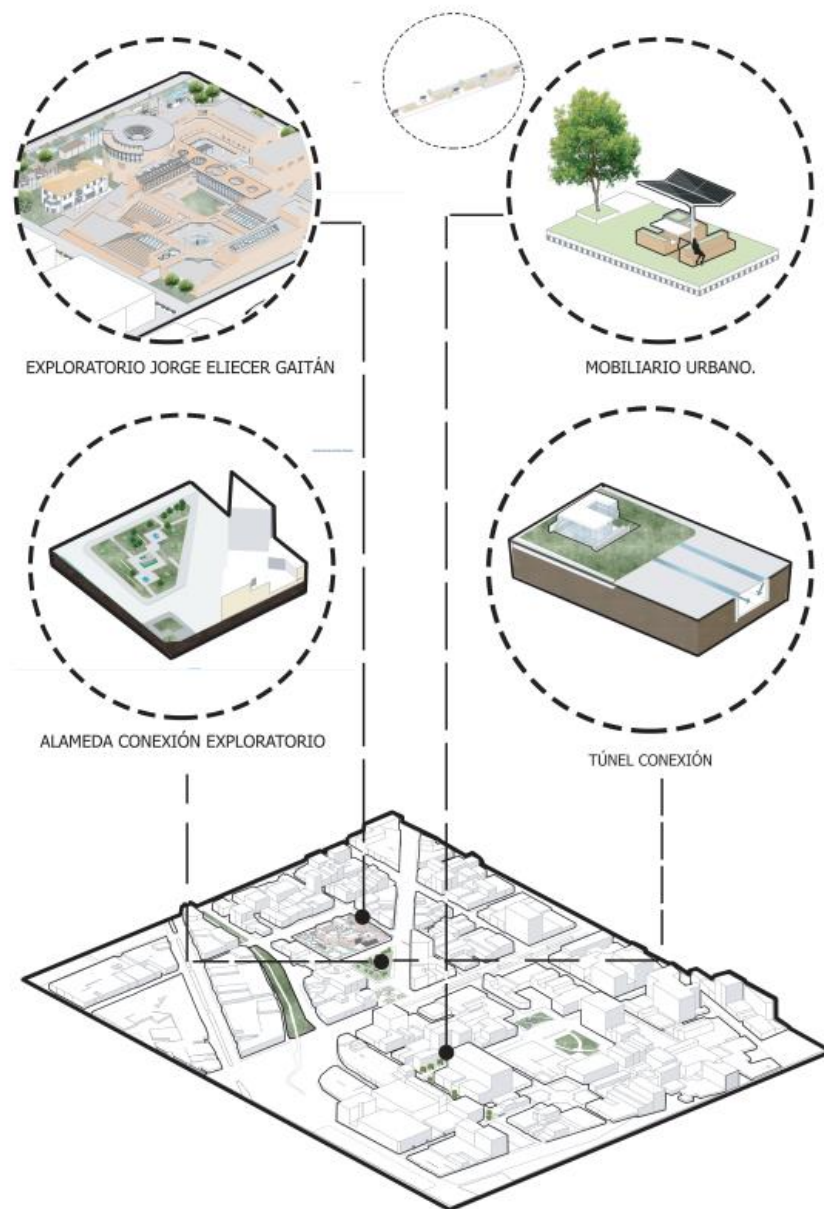 EXPLORATORIO JORGE ELIECER GAITÁN
MOBILIARIO URBANO.
ALAMEDA CONEXIÓN EXPLORATORIO
TÚNEL CONEXIÓN